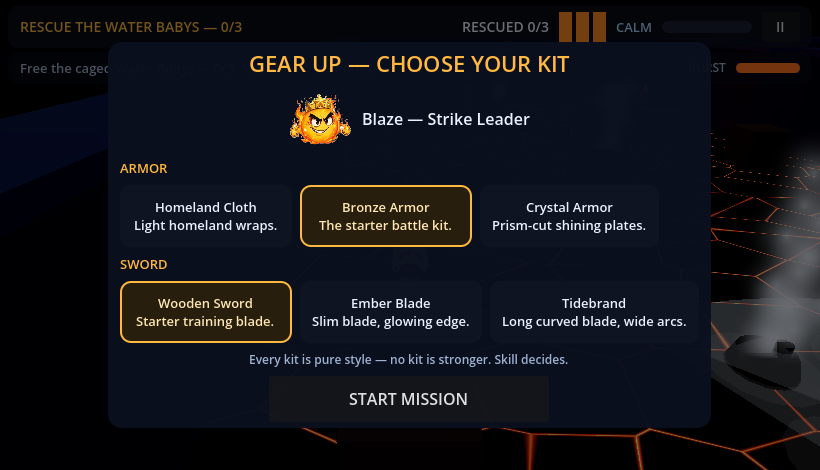 RESCUE THE WATER BABYS — 0/3
RESCUED 0/3
CALM
Free the caged
GEAR UP — CHOOSE YOUR KIT
Blaze — Strike Leader
ARMOR
Homeland Cloth
Light homeland wraps.
Bronze Armor
The starter battle kit.
Crystal Armor
Prism-cut shining plates.
SWORD
Wooden Sword
Starter training blade.
Ember Blade
Slim blade, glowing edge.
Tidebrand
Long curved blade, wide arcs.
Every kit is pure style — no kit is stronger. Skill decides.
START MISSION